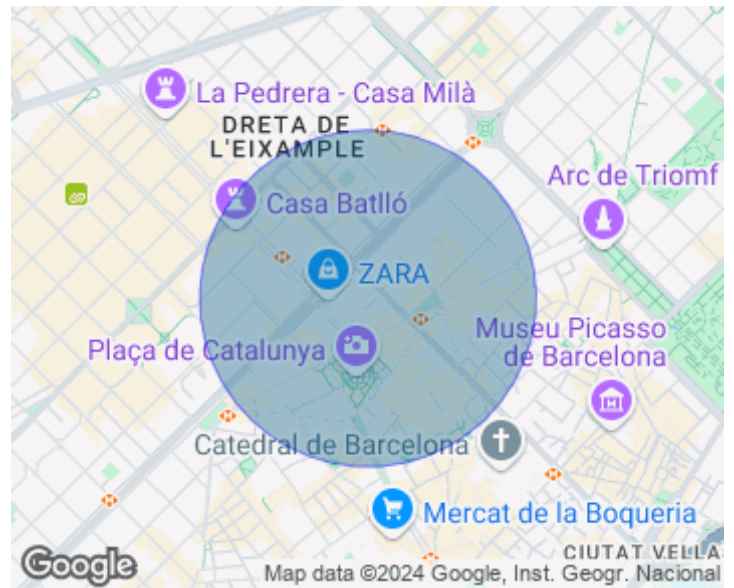 La Pedrera - Casa Milà
DRETA DE
L'EIXAMPLE
Arc de Triomf
Casa Batlló
ZARA
Museu Picasso
de Barcelona
Plaça de Catalunya
Catedral de Barcelona
Mercat de la Boqueria
CIUTAT VELLA
Google
Map data ©2024 Google, Inst. Geogr. Nacional